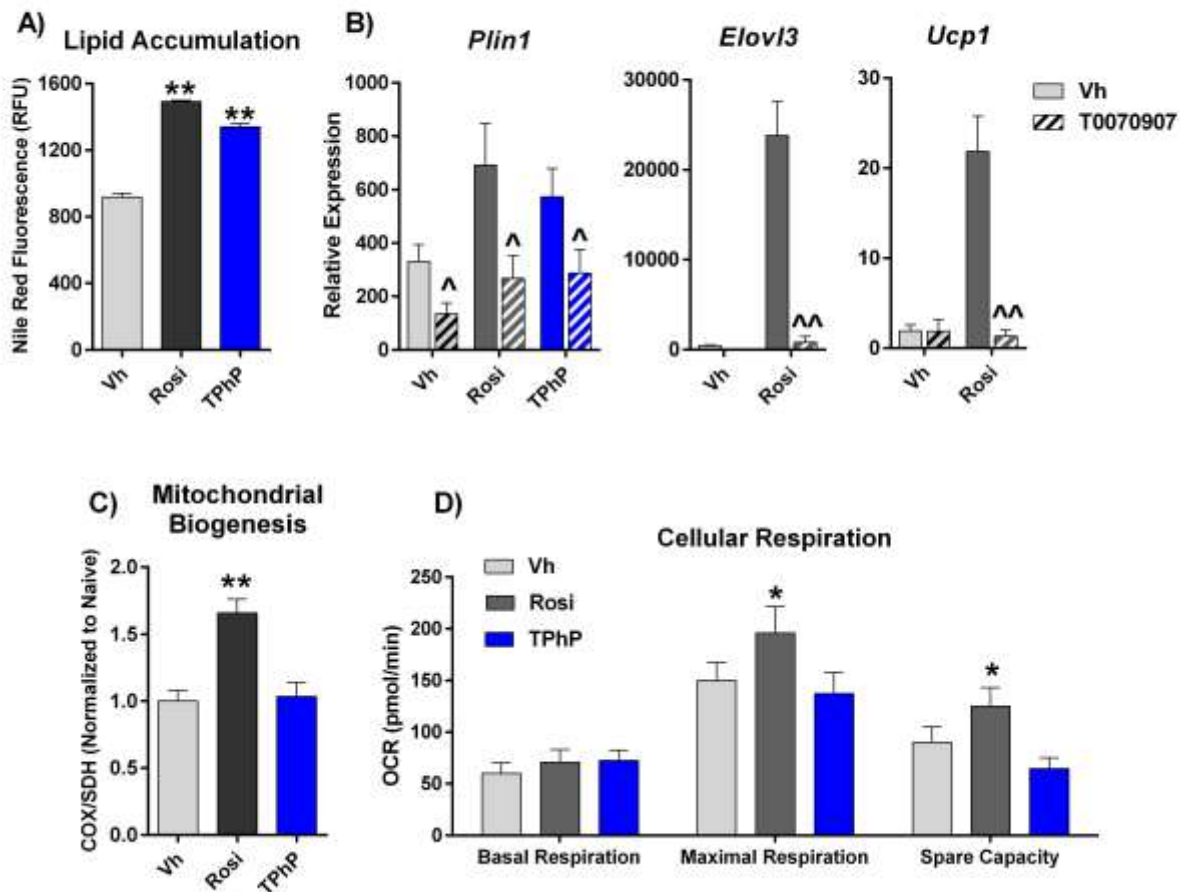 A)
Lipid Accumulation
Nile Red Fluorescence (RFU)
1600
1200
800
400
0
**
**
Vh
Rosi
TPhP
B)
Plin1
Relative Expression
1000
800
600
400
200
0
^
^
^
Vh
Rosi
TPhP
Elovl3
30000
20000
10000
0
^^
Vh
Rosi
Ucp1
30
20
10
0
^^
Vh
Rosi
Vh
T0070907
C)
Mitochondrial
Biogenesis
COX/SDH (Normalized to Naive)
2.0
1.5
1.0
0.5
0.0
**
Vh
Rosi
TPhP
D)
Cellular Respiration
Vh
Rosi
TPhP
OCR (pmol/min)
250
200
150
100
50
0
*
*
Basal Respiration
Maximal Respiration
Spare Capacity